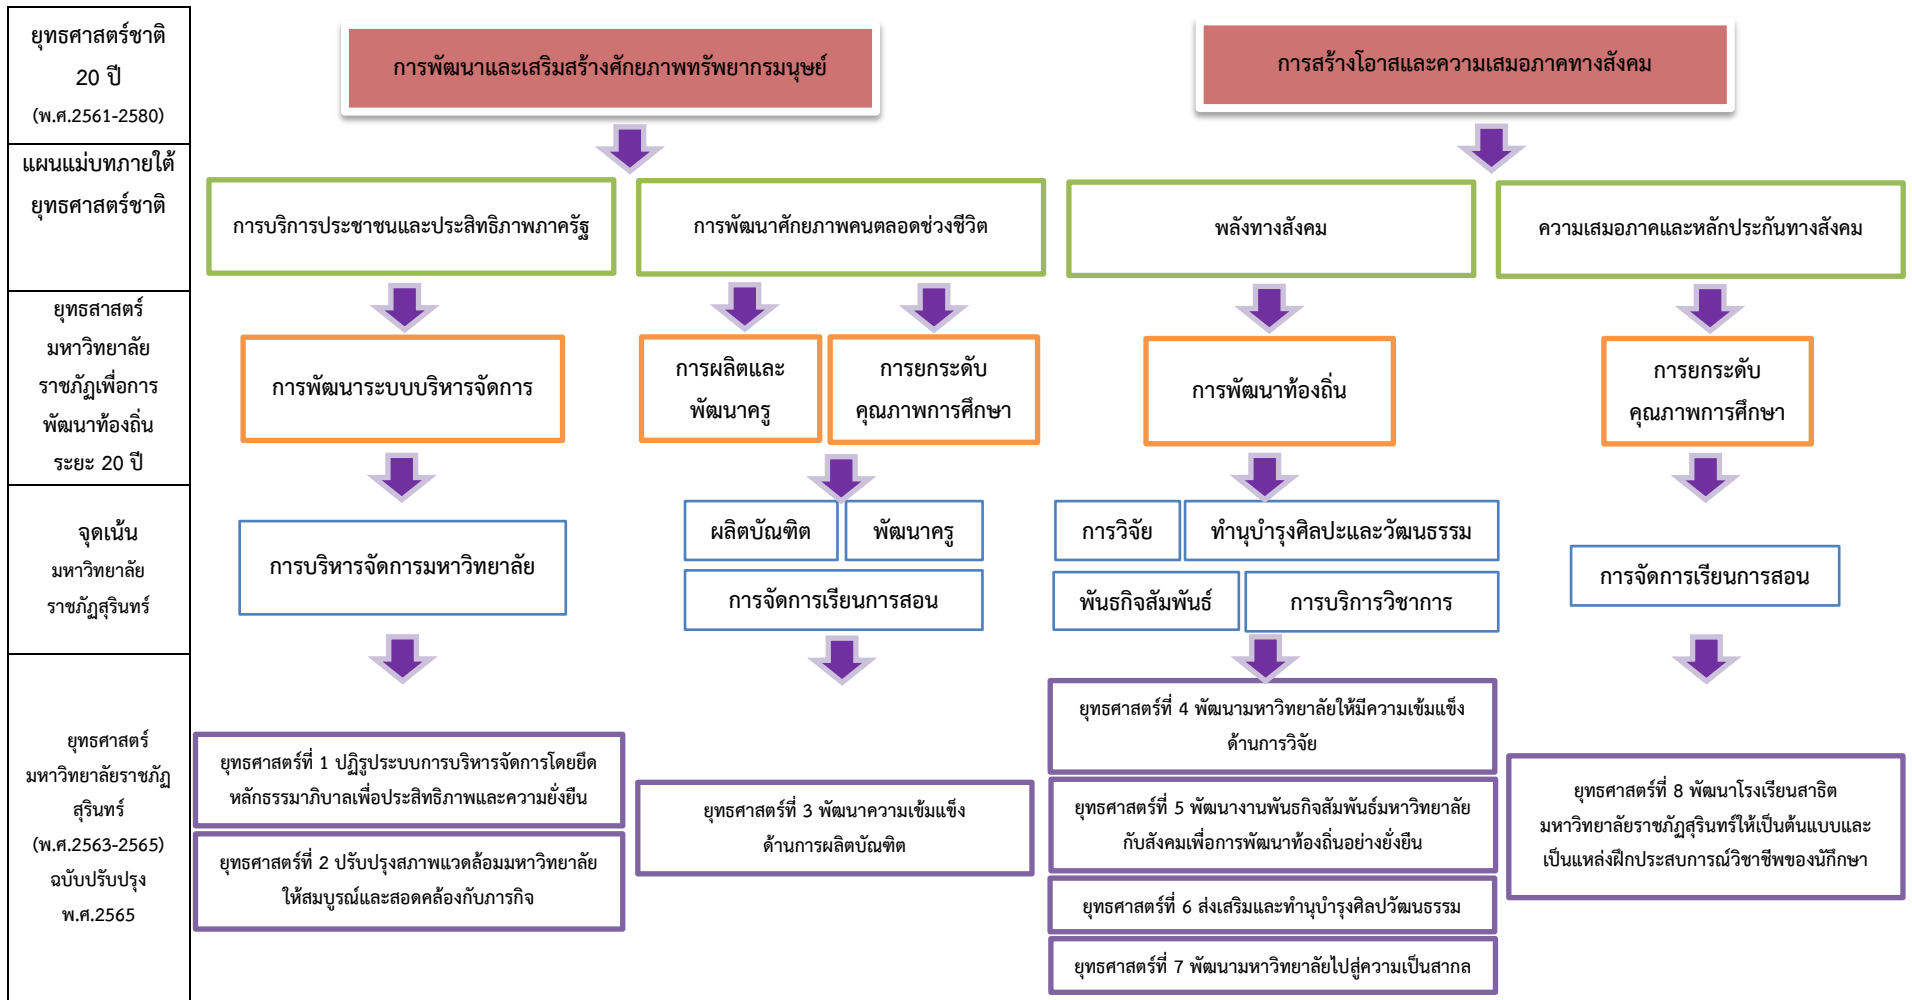 ยุทธศาสตร์ชาติ
20 ปี
(พ.ศ.2561-2580)
การพัฒนาและเสริมสร้างศักยภาพทรัพยากรมนุษย์
การสร้างโอาสและความเสมอภาคทางสังคม
แผนแม่บทภายใต้
ยุทธศาสตร์ชาติ
การบริการประชาชนและประสิทธิภาพภาครัฐ
การพัฒนาศักยภาพคนตลอดช่วงชีวิต
พลังทางสังคม
ความเสมอภาคและหลักประกันทางสังคม
ยุทธสาสตร์
มหาวิทยาลัย
ราชภัฏเพื่อการ
พัฒนาท้องถิ่น
ระยะ 20 ปี
การพัฒนาระบบบริหารจัดการ
การผลิตและ
พัฒนาครู
การยกระดับ
คุณภาพการศึกษา
การพัฒนาท้องถิ่น
การยกระดับ
คุณภาพการศึกษา
จุดเน้น
มหาวิทยาลัย
ราชภัฏสุรินทร์
การบริหารจัดการมหาวิทยาลัย
ผลิตบัณฑิต
พัฒนาครู
การจัดการเรียนการสอน
การวิจัย
ทำนุบำรุงศิลปะและวัฒนธรรม
พันธกิจสัมพันธ์
การบริการวิชาการ
การจัดการเรียนการสอน
ยุทธศาสตร์
มหาวิทยาลัยราชภัฏ
สุรินทร์
(พ.ศ.2563-2565)
ฉบับปรับปรุง
พ.ศ.2565
ยุทธศาสตร์ที่ 1 ปฏิรูประบบการบริหารจัดการโดยยึด
หลักธรรมาภิบาลเพื่อประสิทธิภาพและความยั่งยืน
ยุทธศาสตร์ที่ 2 ปรับปรุงสภาพแวดล้อมมหาวิทยาลัย
ให้สมบูรณ์และสอดคล้องกับภารกิจ
ยุทธศาสตร์ที่ 3 พัฒนาความเข้มแข็ง
ด้านการผลิตบัณฑิต
ยุทธศาสตร์ที่ 4 พัฒนามหาวิทยาลัยให้มีความเข้มแข็ง
ด้านการวิจัย
ยุทธศาสตร์ที่ 5 พัฒนางานพันธกิจสัมพันธ์มหาวิทยาลัย
กับสังคมเพื่อการพัฒนาท้องถิ่นอย่างยั่งยืน
ยุทธศาสตร์ที่ 6 ส่งเสริมและทำนุบำรุงศิลปวัฒนธรรม
ยุทธศาสตร์ที่ 7 พัฒนามหาวิทยาลัยไปสู่ความเป็นสากล
ยุทธศาสตร์ที่ 8 พัฒนาโรงเรียนสาธิต
มหาวิทยาลัยราชภัฏสุรินทร์ให้เป็นต้นแบบและ
เป็นแหล่งฝึกประสบการณ์วิชาชีพของนักึกษา